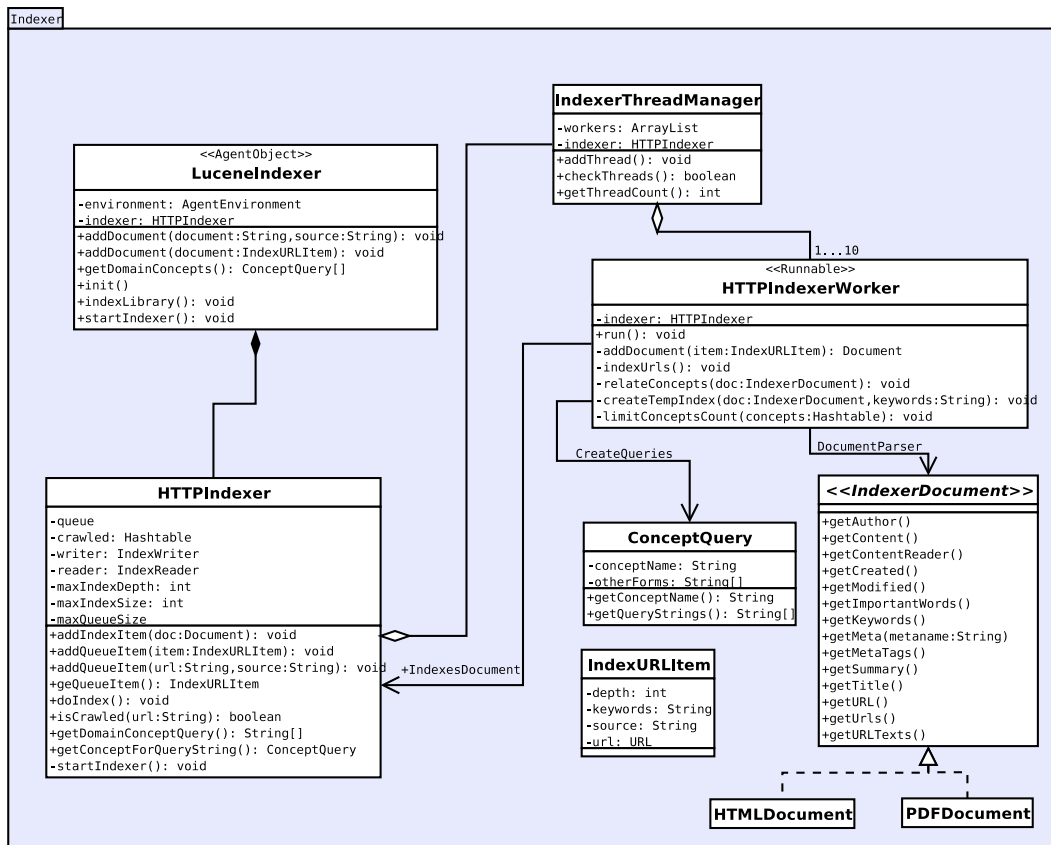 Indexer
IndexerThreadManager
-workers: ArrayList
-indexer: HTTPIndexer
+addThread(): void
+checkThreads(): boolean
+getThreadCount(): int
<<AgentObject>>
LuceneIndexer
-environment: AgentEnvironment
-indexer: HTTPIndexer
+addDocument(document:String,source:String): void
+addDocument(document:IndexURLItem): void
+getDomainConcepts(): ConceptQuery[]
+init()
+indexLibrary(): void
+startIndexer(): void
1...10
<<Runnable>>
HTTPIndexerWorker
-indexer: HTTPIndexer
+run(): void
-addDocument(item:IndexURLItem): Document
-indexUrls(): void
-relateConcepts(doc:IndexerDocument): void
-createTempIndex(doc:IndexerDocument,keywords:String): void
-limitConceptsCount(concepts:Hashtable): void
CreateQueries
DocumentParser
HTTPIndexer
-queue
-crawled: Hashtable
-writer: IndexWriter
-reader: IndexReader
-maxIndexDepth: int
-maxIndexSize: int
-maxQueueSize
+addIndexItem(doc:Document): void
+addQueueItem(item:IndexURLItem): void
+addQueueItem(url:String,source:String): void
+geQueueItem(): IndexURLItem
+doIndex(): void
+isCrawled(url:String): boolean
+getDomainConceptQuery(): String[]
+getConceptForQueryString(): ConceptQuery
-startIndexer(): void
+IndexesDocument
ConceptQuery
-conceptName: String
-otherForms: String[]
+getConceptName(): String
+getQueryStrings(): String[]
IndexURLItem
-depth: int
-keywords: String
-source: String
-url: URL
<<IndexerDocument>>
+getAuthor()
+getContent()
+getContentReader()
+getCreated()
+getModified()
+getImportantWords()
+getKeywords()
+getMeta(metaname:String)
+getMetaTags()
+getSummary()
+getTitle()
+getURL()
+getUrls()
+getURLTexts()
HTMLDocument
PDFDocument